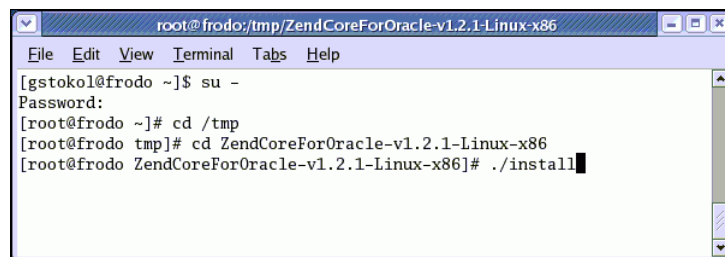 root@frodo:/tmp/ZendCoreForOracle-v1.2.1-Linux-x86
File Edit View Terminal Tabs Help
[gstokol@frodo ~]$ su -
Password:
[root@frodo ~]# cd /tmp
[root@frodo tmp]# cd ZendCoreForOracle-v1.2.1-Linux-x86
[root@frodo ZendCoreForOracle-v1.2.1-Linux-x86]# ./install